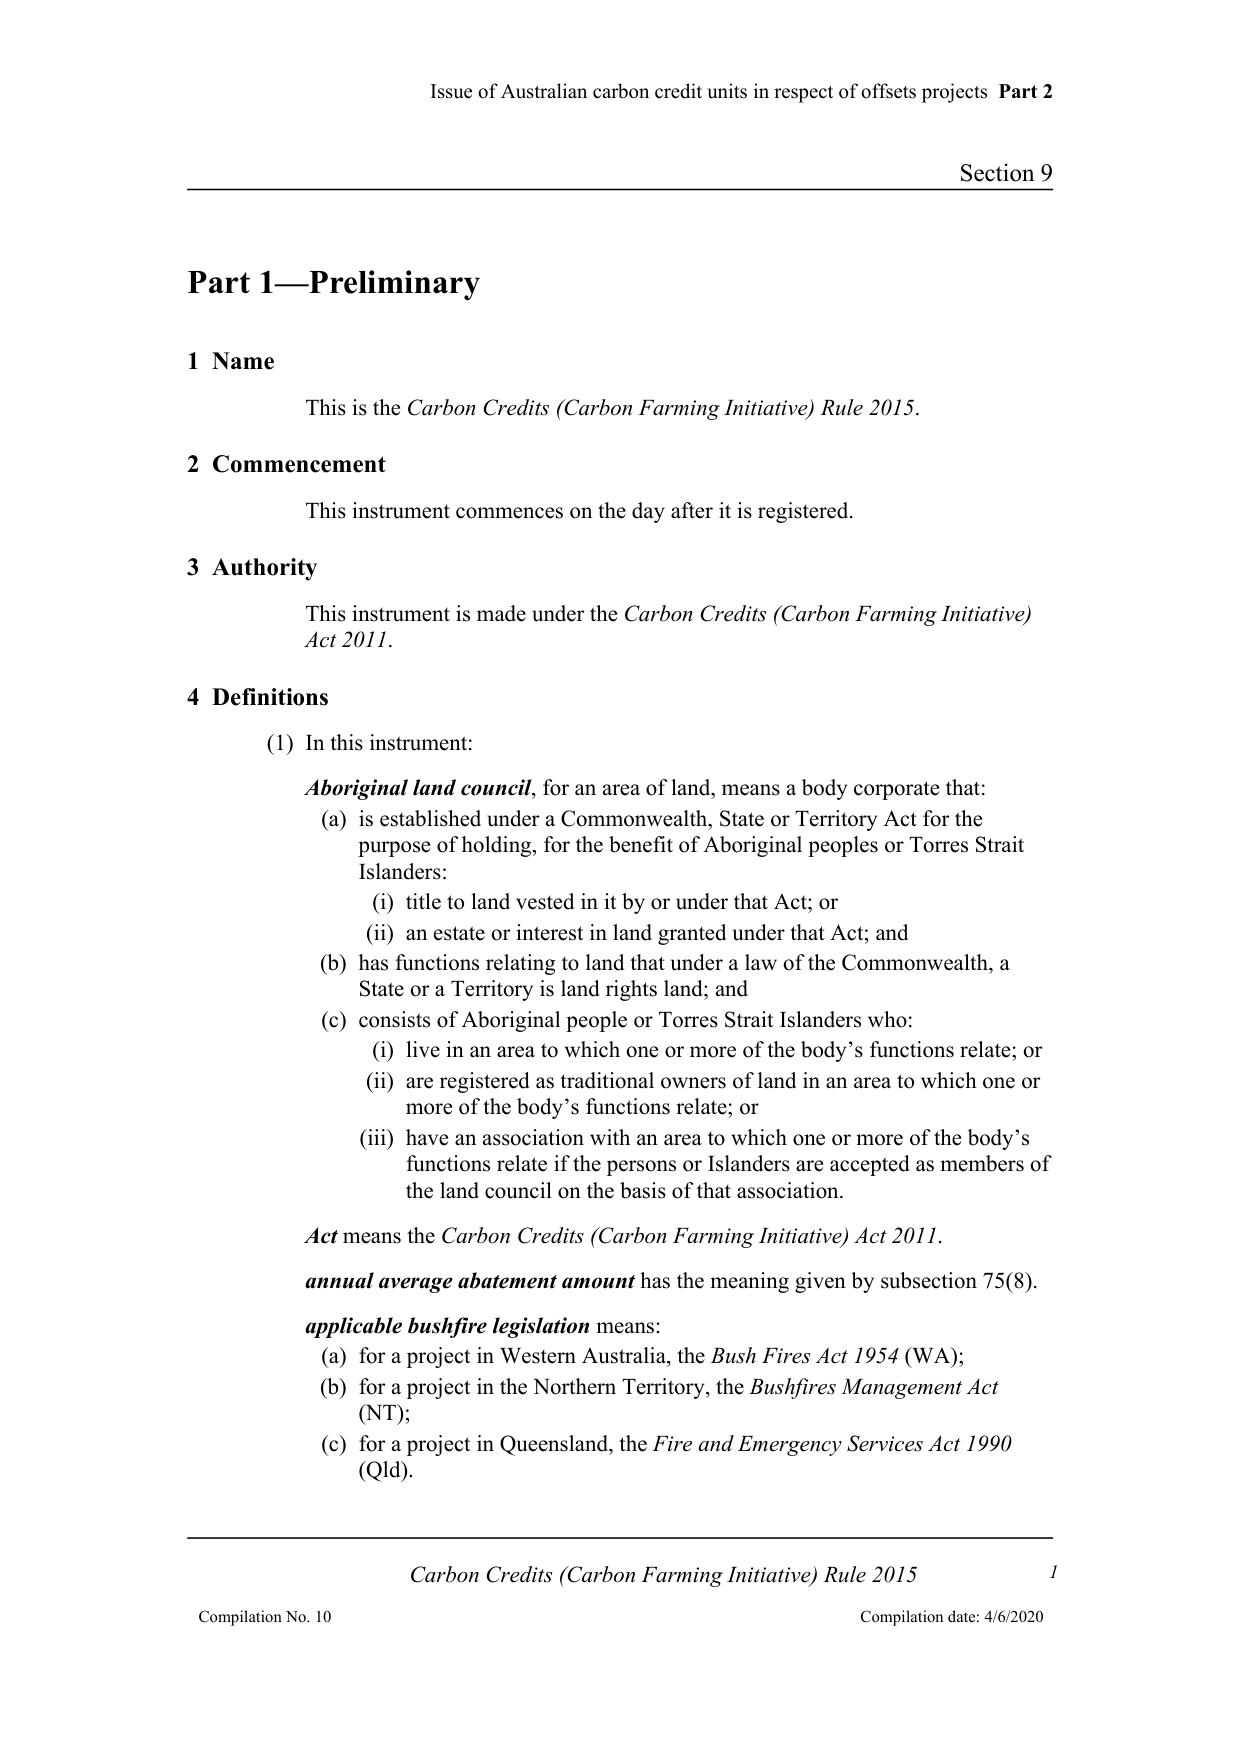 Issue of Australian carbon credit units in respect of offsets projects Part 2
Section 9
Part 1—Preliminary
1 Name
This is the Carbon Credits (Carbon Farming Initiative) Rule 2015.
2 Commencement
This instrument commences on the day after it is registered.
3 Authority
This instrument is made under the Carbon Credits (Carbon Farming Initiative)
Act 2011.
4 Definitions
(1) In this instrument:
Aboriginal land council, for an area of land, means a body corporate that:
(a) is established under a Commonwealth, State or Territory Act for the
purpose of holding, for the benefit of Aboriginal peoples or Torres Strait
Islanders:
(i) title to land vested in it by or under that Act; or
(ii) an estate or interest in land granted under that Act; and
(b) has functions relating to land that under a law of the Commonwealth, a
State or a Territory is land rights land; and
(c) consists of Aboriginal people or Torres Strait Islanders who:
(i) live in an area to which one or more of the body’s functions relate; or
(ii) are registered as traditional owners of land in an area to which one or
more of the body’s functions relate; or
(iii) have an association with an area to which one or more of the body’s
functions relate if the persons or Islanders are accepted as members of
the land council on the basis of that association.
Act means the Carbon Credits (Carbon Farming Initiative) Act 2011.
annual average abatement amount has the meaning given by subsection 75(8).
applicable bushfire legislation means:
(a) for a project in Western Australia, the Bush Fires Act 1954 (WA);
(b) for a project in the Northern Territory, the Bushfires Management Act
(NT);
(c) for a project in Queensland, the Fire and Emergency Services Act 1990
(Qld).
Carbon Credits (Carbon Farming Initiative) Rule 2015 1
Compilation No. 10 Compilation date: 4/6/2020